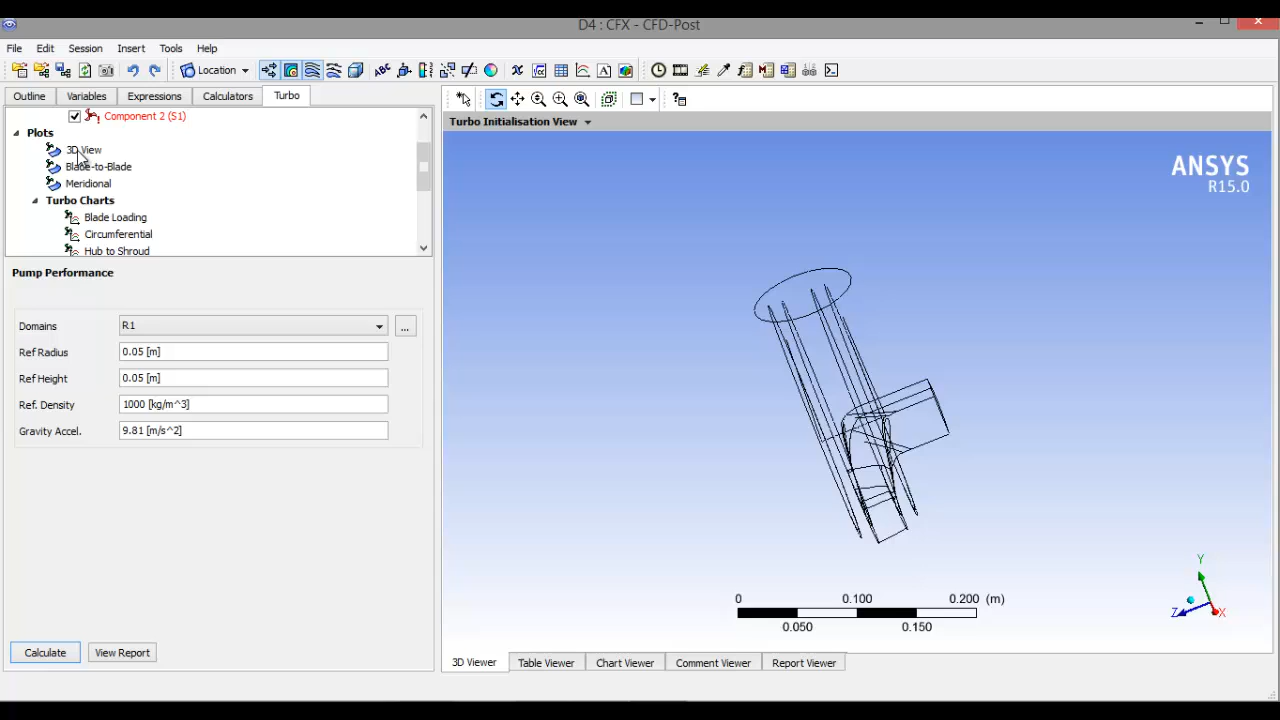 D4 : CFX - CFD-Post
File Edit Session Insert Tools Help
Location
Outline Variables Expressions Calculators Turbo
Component 2 (S1)
Plots
3D View
Blade-to-Blade
Meridional
Turbo Charts
Blade Loading
Circumferential
Hub to Shroud
Pump Performance
Domains R1 ...
Ref Radius 0.05 [m]
Ref Height 0.05 [m]
Ref. Density 1000 [kg/m^3]
Gravity Accel. 9.81 [m/s^2]
Calculate View Report
Turbo Initialisation View
ANSYS
R15.0
0 0.100 0.200 (m)
0.050 0.150
Y
Z X
3D Viewer Table Viewer Chart Viewer Comment Viewer Report Viewer